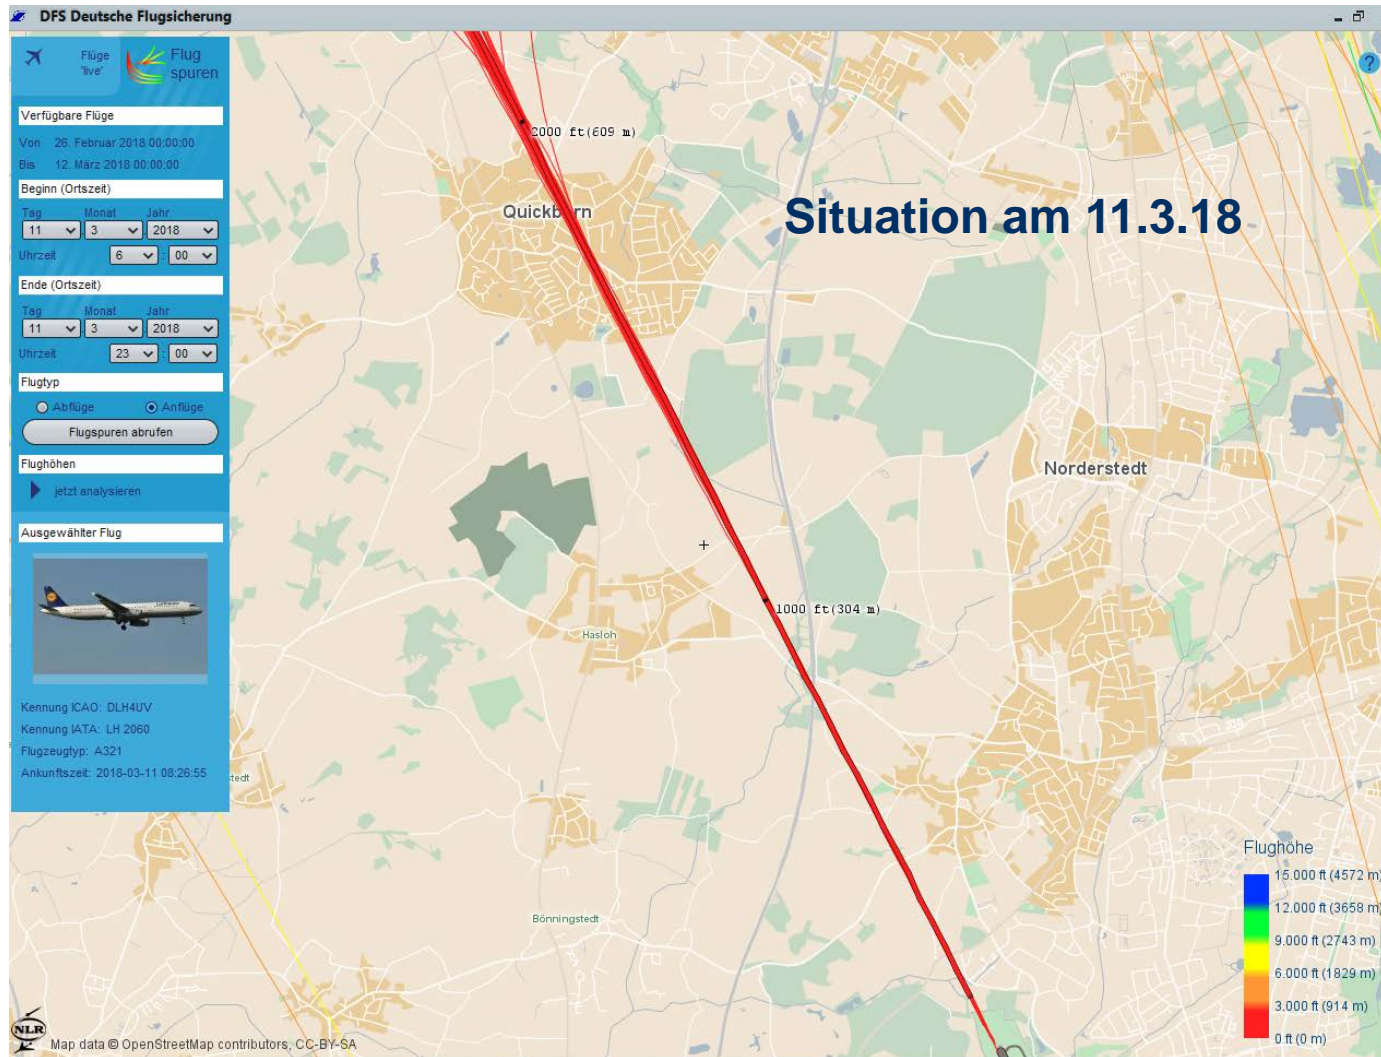 DFS Deutsche Flugsicherung
Flüge 'live'
Flug spuren
Verfügbare Flüge
Von 26. Februar 2018 00:00:00
Bis 12. März 2018 00:00:00
Beginn (Ortszeit)
Tag Monat Jahr
11 3 2018
Uhrzeit 6 : 00
Ende (Ortszeit)
Tag Monat Jahr
11 3 2018
Uhrzeit 23 : 00
Flugtyp
Abflüge Anflüge
Flugspuren abrufen
Flughöhen
jetzt analysieren
Ausgewählter Flug
Kennung ICAO: DLH4UV
Kennung IATA: LH 2060
Flugzeugtyp: A321
Ankunftszeit: 2018-03-11 08:26:55
?
2000 ft(609 m)
Quickborn
Situation am 11.3.18
Norderstedt
1000 ft(304 m)
Hasloh
stedt
Bönningstedt
Flughöhe
15.000 ft (4572 m)
12.000 ft (3658 m)
9.000 ft (2743 m)
6.000 ft (1829 m)
3.000 ft (914 m)
0 ft (0 m)
NLR
Map data © OpenStreetMap contributors, CC-BY-SA